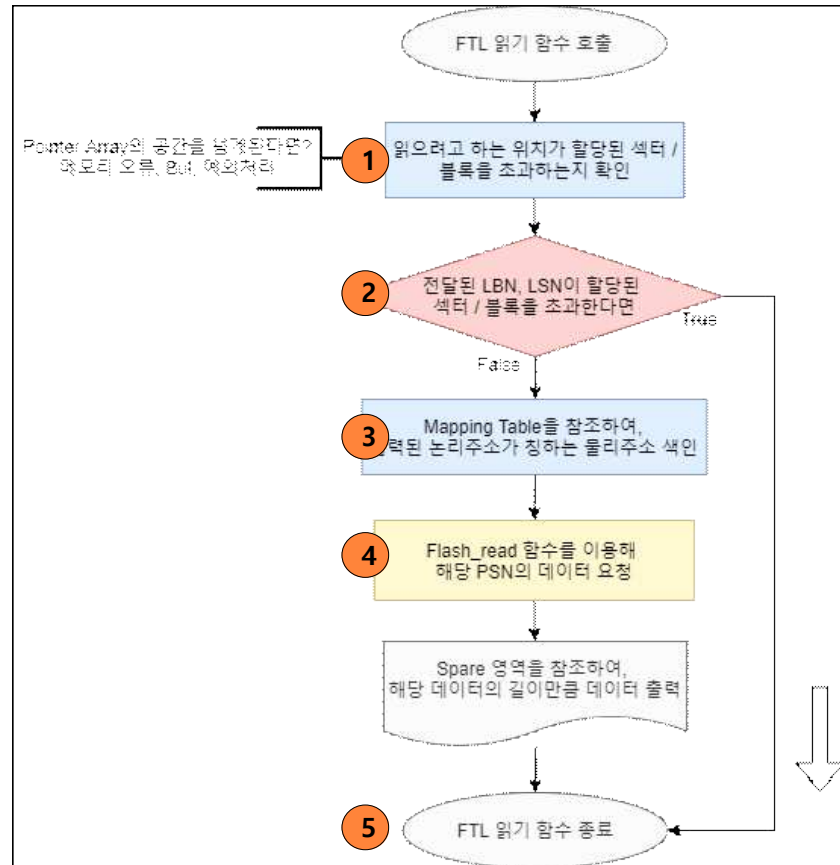 FTL 읽기 함수 호출
Pointer Array의 공간을 넘게된다면?
메모리 오류, But, 예외처리
1
읽으려고 하는 위치가 할당된 섹터 /
블록을 초과하는지 확인
2
전달된 LBN, LSN이 할당된
섹터 / 블록을 초과한다면
True
False
3
Mapping Table을 참조하여,
논리주소가 칭하는 물리주소 색인
4
Flash_read 함수를 이용해
해당 PSN의 데이터 요청
Spare 영역을 참조하여,
해당 데이터의 길이만큼 데이터 출력
5
FTL 읽기 함수 종료